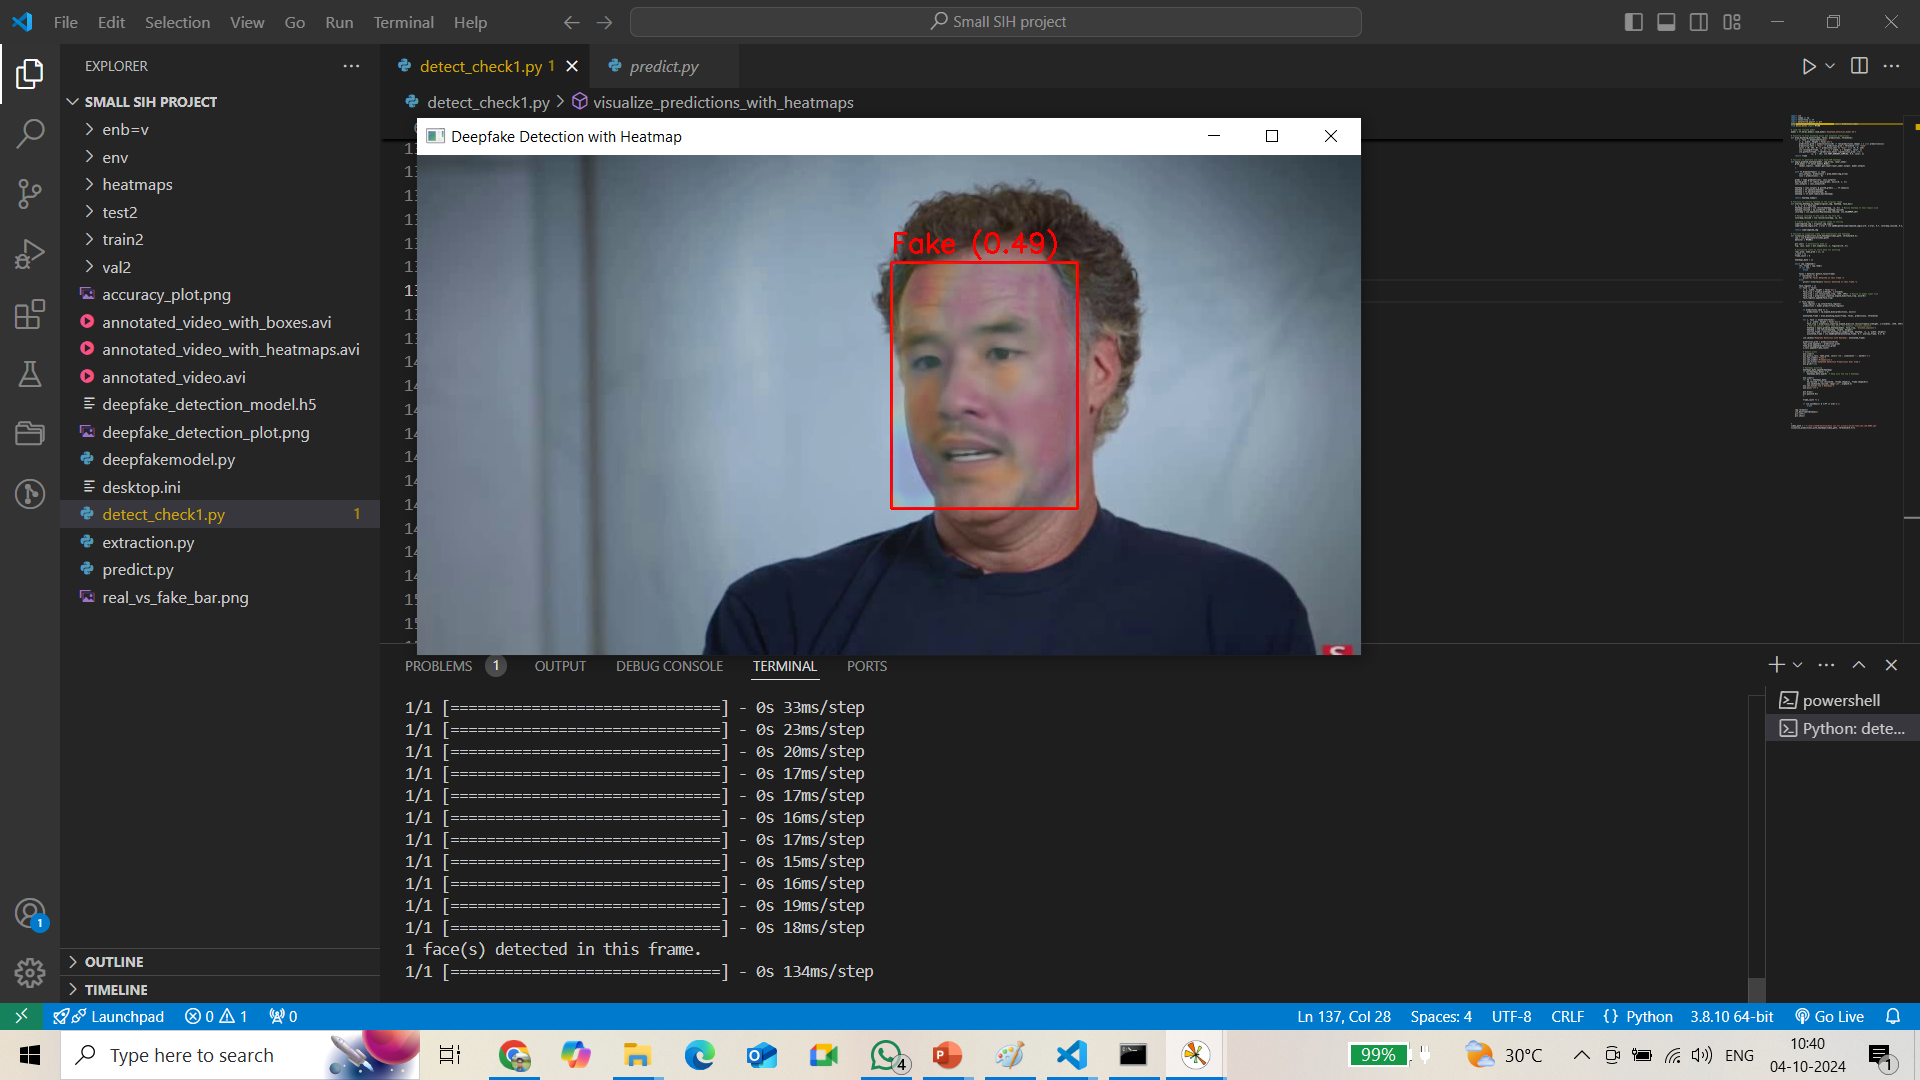 File Edit Selection View Go Run Terminal Help
Small SIH project
EXPLORER
SMALL SIH PROJECT
enb=v
env
heatmaps
test2
train2
val2
accuracy_plot.png
annotated_video_with_boxes.avi
annotated_video_with_heatmaps.avi
annotated_video.avi
deepfake_detection_model.h5
deepfake_detection_plot.png
deepfakemodel.py
desktop.ini
detect_check1.py 1
extraction.py
predict.py
real_vs_fake_bar.png
OUTLINE
TIMELINE
detect_check1.py 1
predict.py
detect_check1.py > visualize_predictions_with_heatmaps
Deepfake Detection with Heatmap
Fake (0.49)
S
PROBLEMS 1 OUTPUT DEBUG CONSOLE TERMINAL PORTS
1/1 [==============================] - 0s 33ms/step
1/1 [==============================] - 0s 23ms/step
1/1 [==============================] - 0s 20ms/step
1/1 [==============================] - 0s 17ms/step
1/1 [==============================] - 0s 17ms/step
1/1 [==============================] - 0s 16ms/step
1/1 [==============================] - 0s 17ms/step
1/1 [==============================] - 0s 15ms/step
1/1 [==============================] - 0s 16ms/step
1/1 [==============================] - 0s 19ms/step
1/1 [==============================] - 0s 18ms/step
1 face(s) detected in this frame.
1/1 [==============================] - 0s 134ms/step
powershell
Python: dete...
1
Launchpad 0 1 0
Ln 137, Col 28 Spaces: 4 UTF-8 CRLF {} Python 3.8.10 64-bit Go Live
Type here to search
4
99%
30°C
ENG
10:40
04-10-2024
1